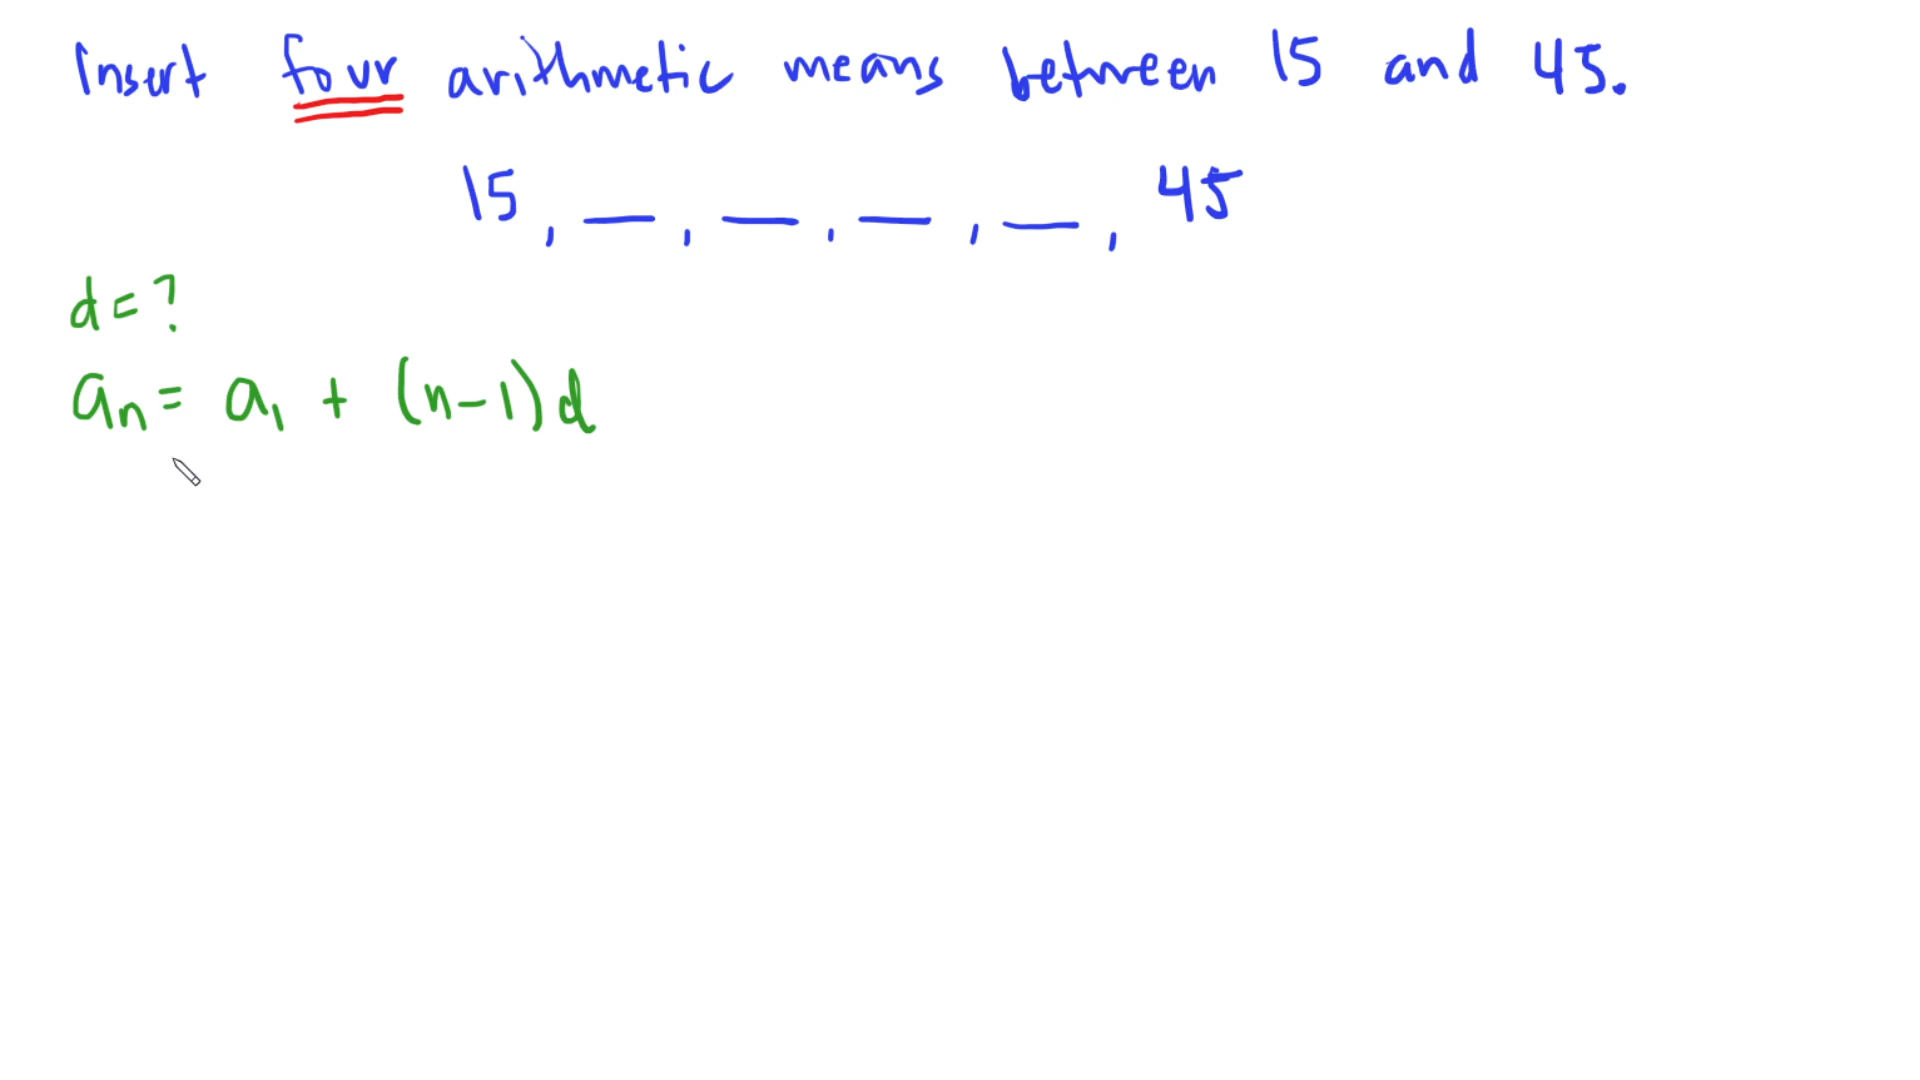 Insert four arithmetic means between 15 and 45.
15, __, __, __, __, 45
d=?
aₙ = a₁ + (n-1)d